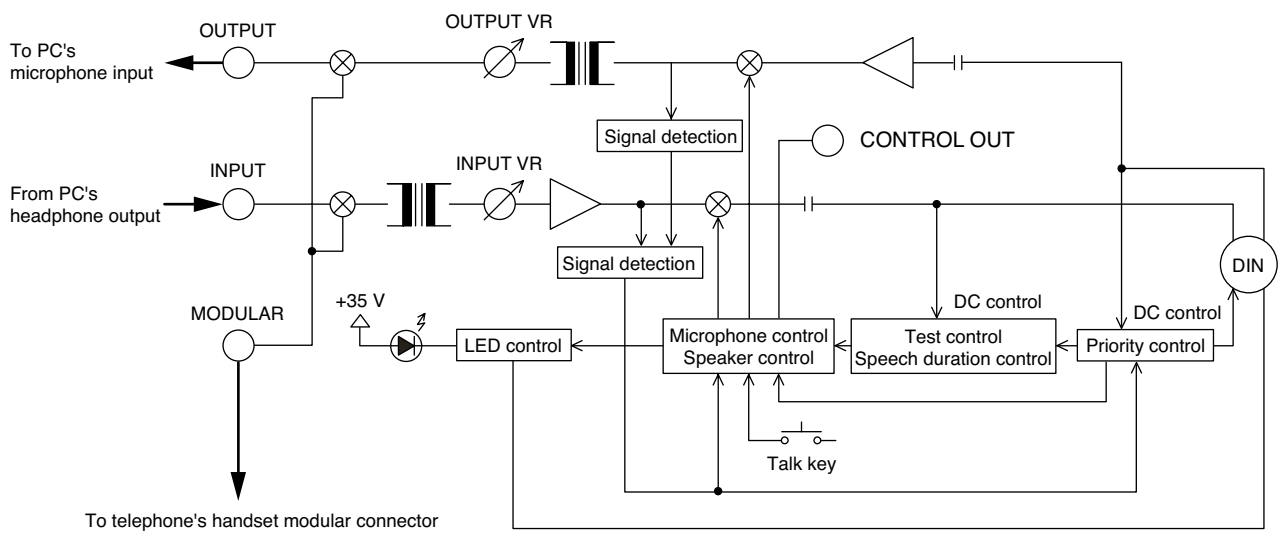 OUTPUT
OUTPUT VR
To PC's
microphone input
Signal detection
CONTROL OUT
INPUT
INPUT VR
From PC's
headphone output
Signal detection
DIN
+35 V
MODULAR
DC control
DC control
LED control
Microphone control
Speaker control
Test control
Speech duration control
Priority control
Talk key
To telephone's handset modular connector